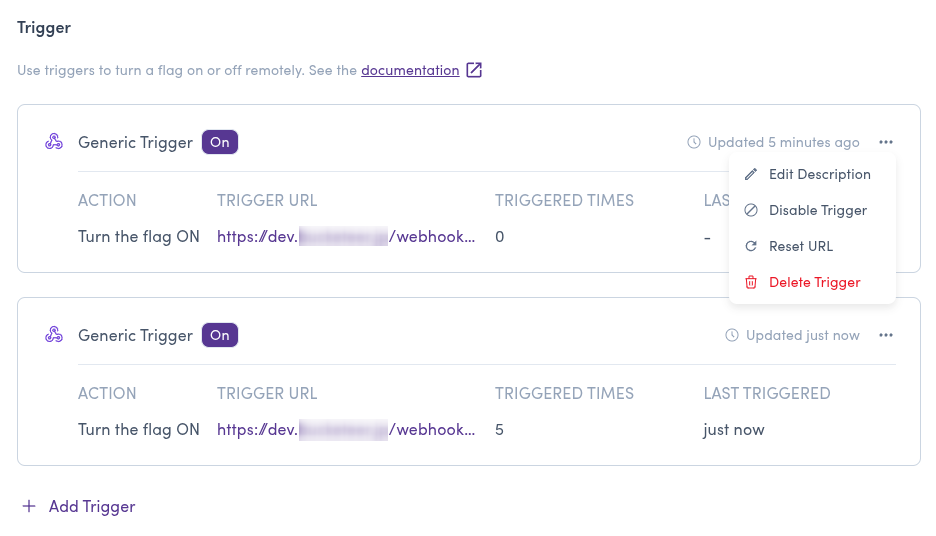 Trigger
Use triggers to turn a flag on or off remotely. See the documentation
Generic Trigger On Updated 5 minutes ago
Edit Description
ACTION TRIGGER URL TRIGGERED TIMES LAS
Disable Trigger
Turn the flag ON https://dev. /webhook... 0 -
Reset URL
Delete Trigger
Generic Trigger On Updated just now
ACTION TRIGGER URL TRIGGERED TIMES LAST TRIGGERED
Turn the flag ON https://dev. /webhook... 5 just now
Add Trigger